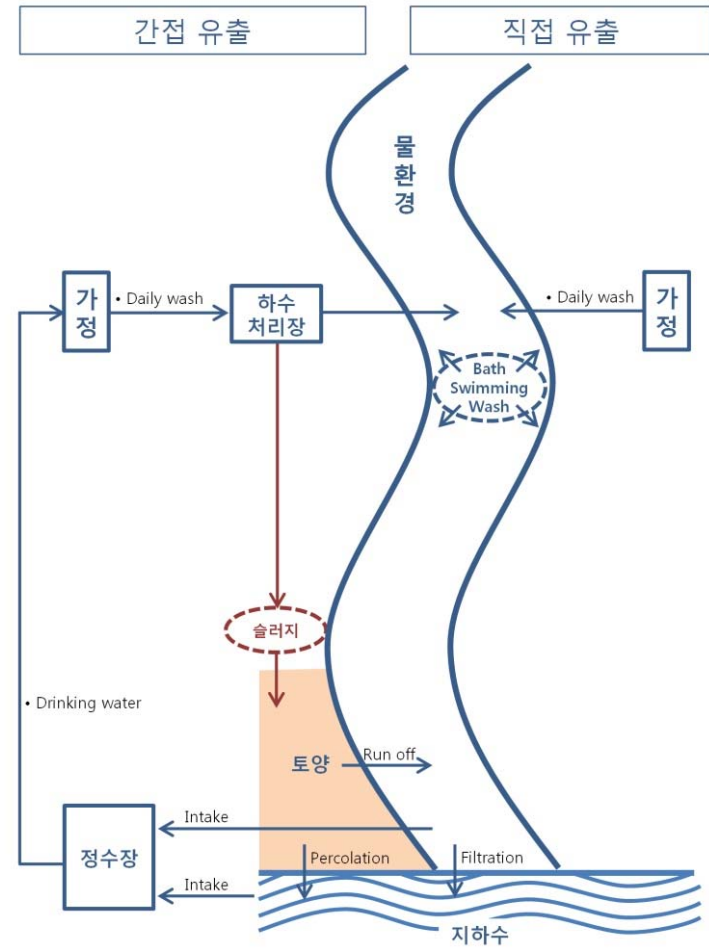 간접 유출
직접 유출
물
환
경
가
정
• Daily wash
하수
처리장
• Daily wash
가
정
Bath
Swimming
Wash
슬러지
• Drinking water
토양
Run off
정수장
Intake
Percolation
Filtration
Intake
지하수